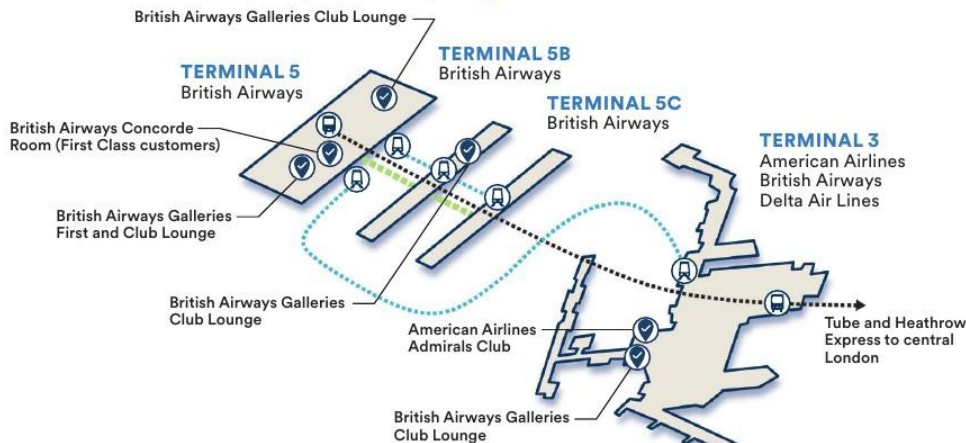 British Airways Galleries Club Lounge
TERMINAL 5B
British Airways
TERMINAL 5
British Airways
TERMINAL 5C
British Airways
British Airways Concorde
Room (First Class customers)
TERMINAL 3
American Airlines
British Airways
Delta Air Lines
British Airways Galleries
First and Club Lounge
British Airways Galleries
Club Lounge
American Airlines
Admirals Club
Tube and Heathrow
Express to central
London
British Airways Galleries
Club Lounge